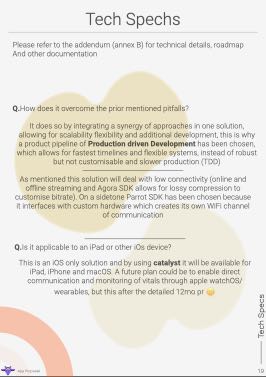 Tech Spechs
Please refer to the addendum (annex B) for technical details, roadmap
And other documentation
Q.How does it overcome the prior mentioned pitfalls?
It does so by integrating a synergy of approaches in one solution,
allowing for scalability flexibility and additional development, this is why
a product pipeline of Production driven Development has been chosen,
which allows for fastest timelines and flexible systems, instead of robust
but not customisable and slower production (TDD)
As mentioned this solution will deal with low connectivity (online and
offline streaming and Agora SDK allows for lossy compression to
customise bitrate). On a sidetone Parrot SDK has been chosen because
it interfaces with custom hardware which creates its own WIFI channel
of communication
Q.Is it applicable to an iPad or other iOs device?
This is an iOS only solution and by using catalyst it will be available for
iPad, iPhone and macOS. A future plan could be to enable direct
communication and monitoring of vitals through apple watchOS/
wearables, but this after the detailed 12mo pr
Tech Specs
19